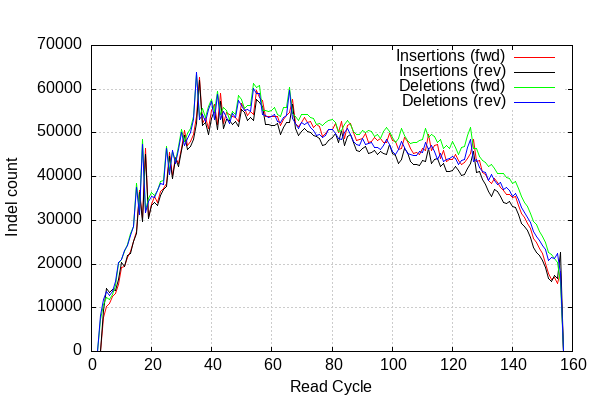 70000
60000
50000
40000
30000
20000
10000
0
Indel count
Insertions (fwd)
Insertions (rev)
Deletions (fwd)
Deletions (rev)
0 20 40 60 80 100 120 140 160
Read Cycle